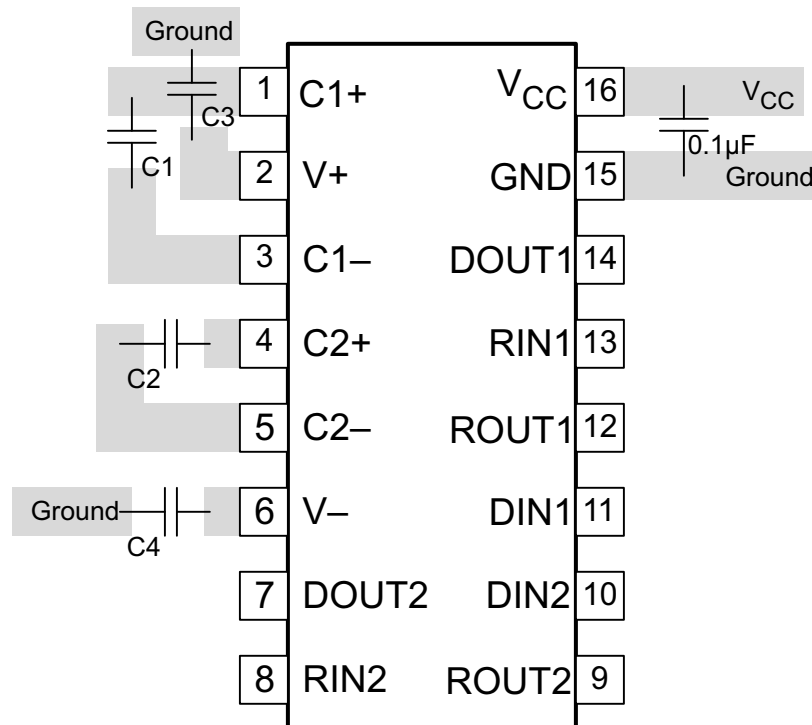 Ground
1 C1+ VCC 16 VCC
C3
C1
0.1µF
2 V+ GND 15 Ground
3 C1– DOUT1 14
4 C2+ RIN1 13
C2
5 C2– ROUT1 12
Ground 6 V– DIN1 11
C4
7 DOUT2 DIN2 10
8 RIN2 ROUT2 9